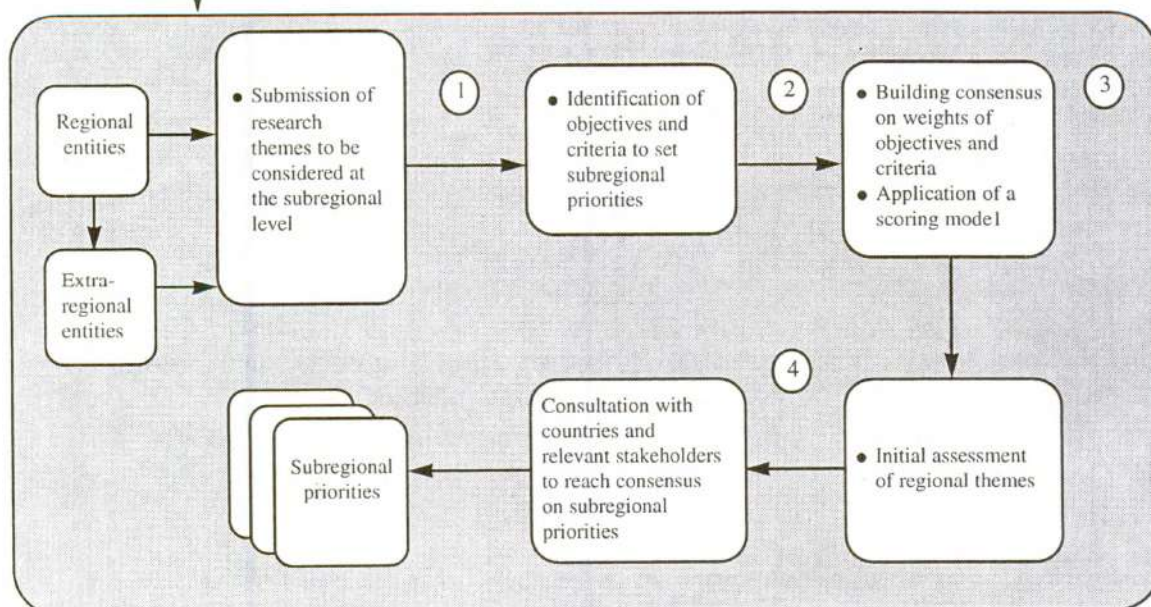 Regional
entities
Extra-
regional
entities
• Submission of
research
themes to be
considered at
the subregional
level
1
• Identification of
objectives and
criteria to set
subregional
priorities
2
• Building consensus
on weights of
objectives and
criteria
• Application of a
scoring model
3
• Initial assessment
of regional themes
4
Consultation with
countries and
relevant stakeholders
to reach consensus
on subregional
priorities
Subregional
priorities